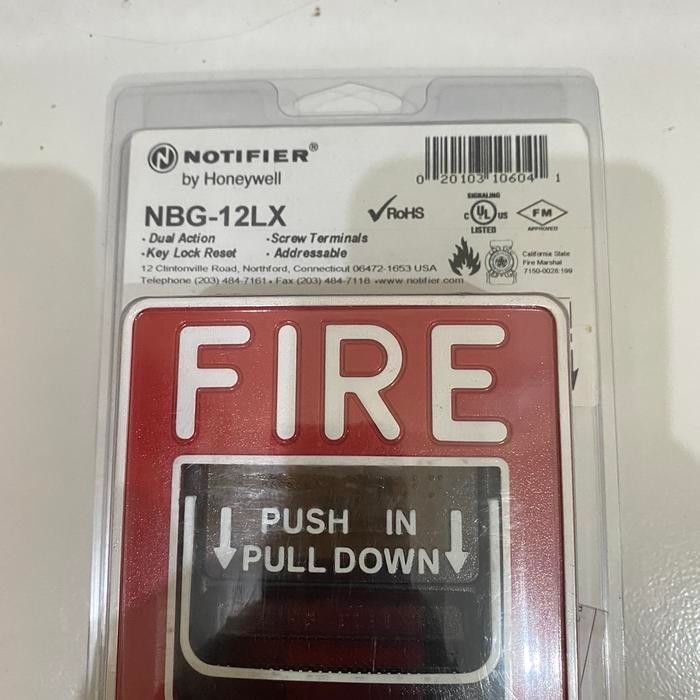 NOTIFIER®
by Honeywell
0 20103 10604 1
NBG-12LX
✓RoHS
SIGNALING
C UL US
LISTED
FM
APPROVED
· Dual Action · Screw Terminals
· Key Lock Reset · Addressable
California State
Fire Marshal
7150-0028:199
12 Clintonville Road, Northford, Connecticut 06472-1653 USA
Telephone (203) 484-7161 • Fax (203) 484-7118 •www.notifier.com
FIRE
PUSH IN
PULL DOWN